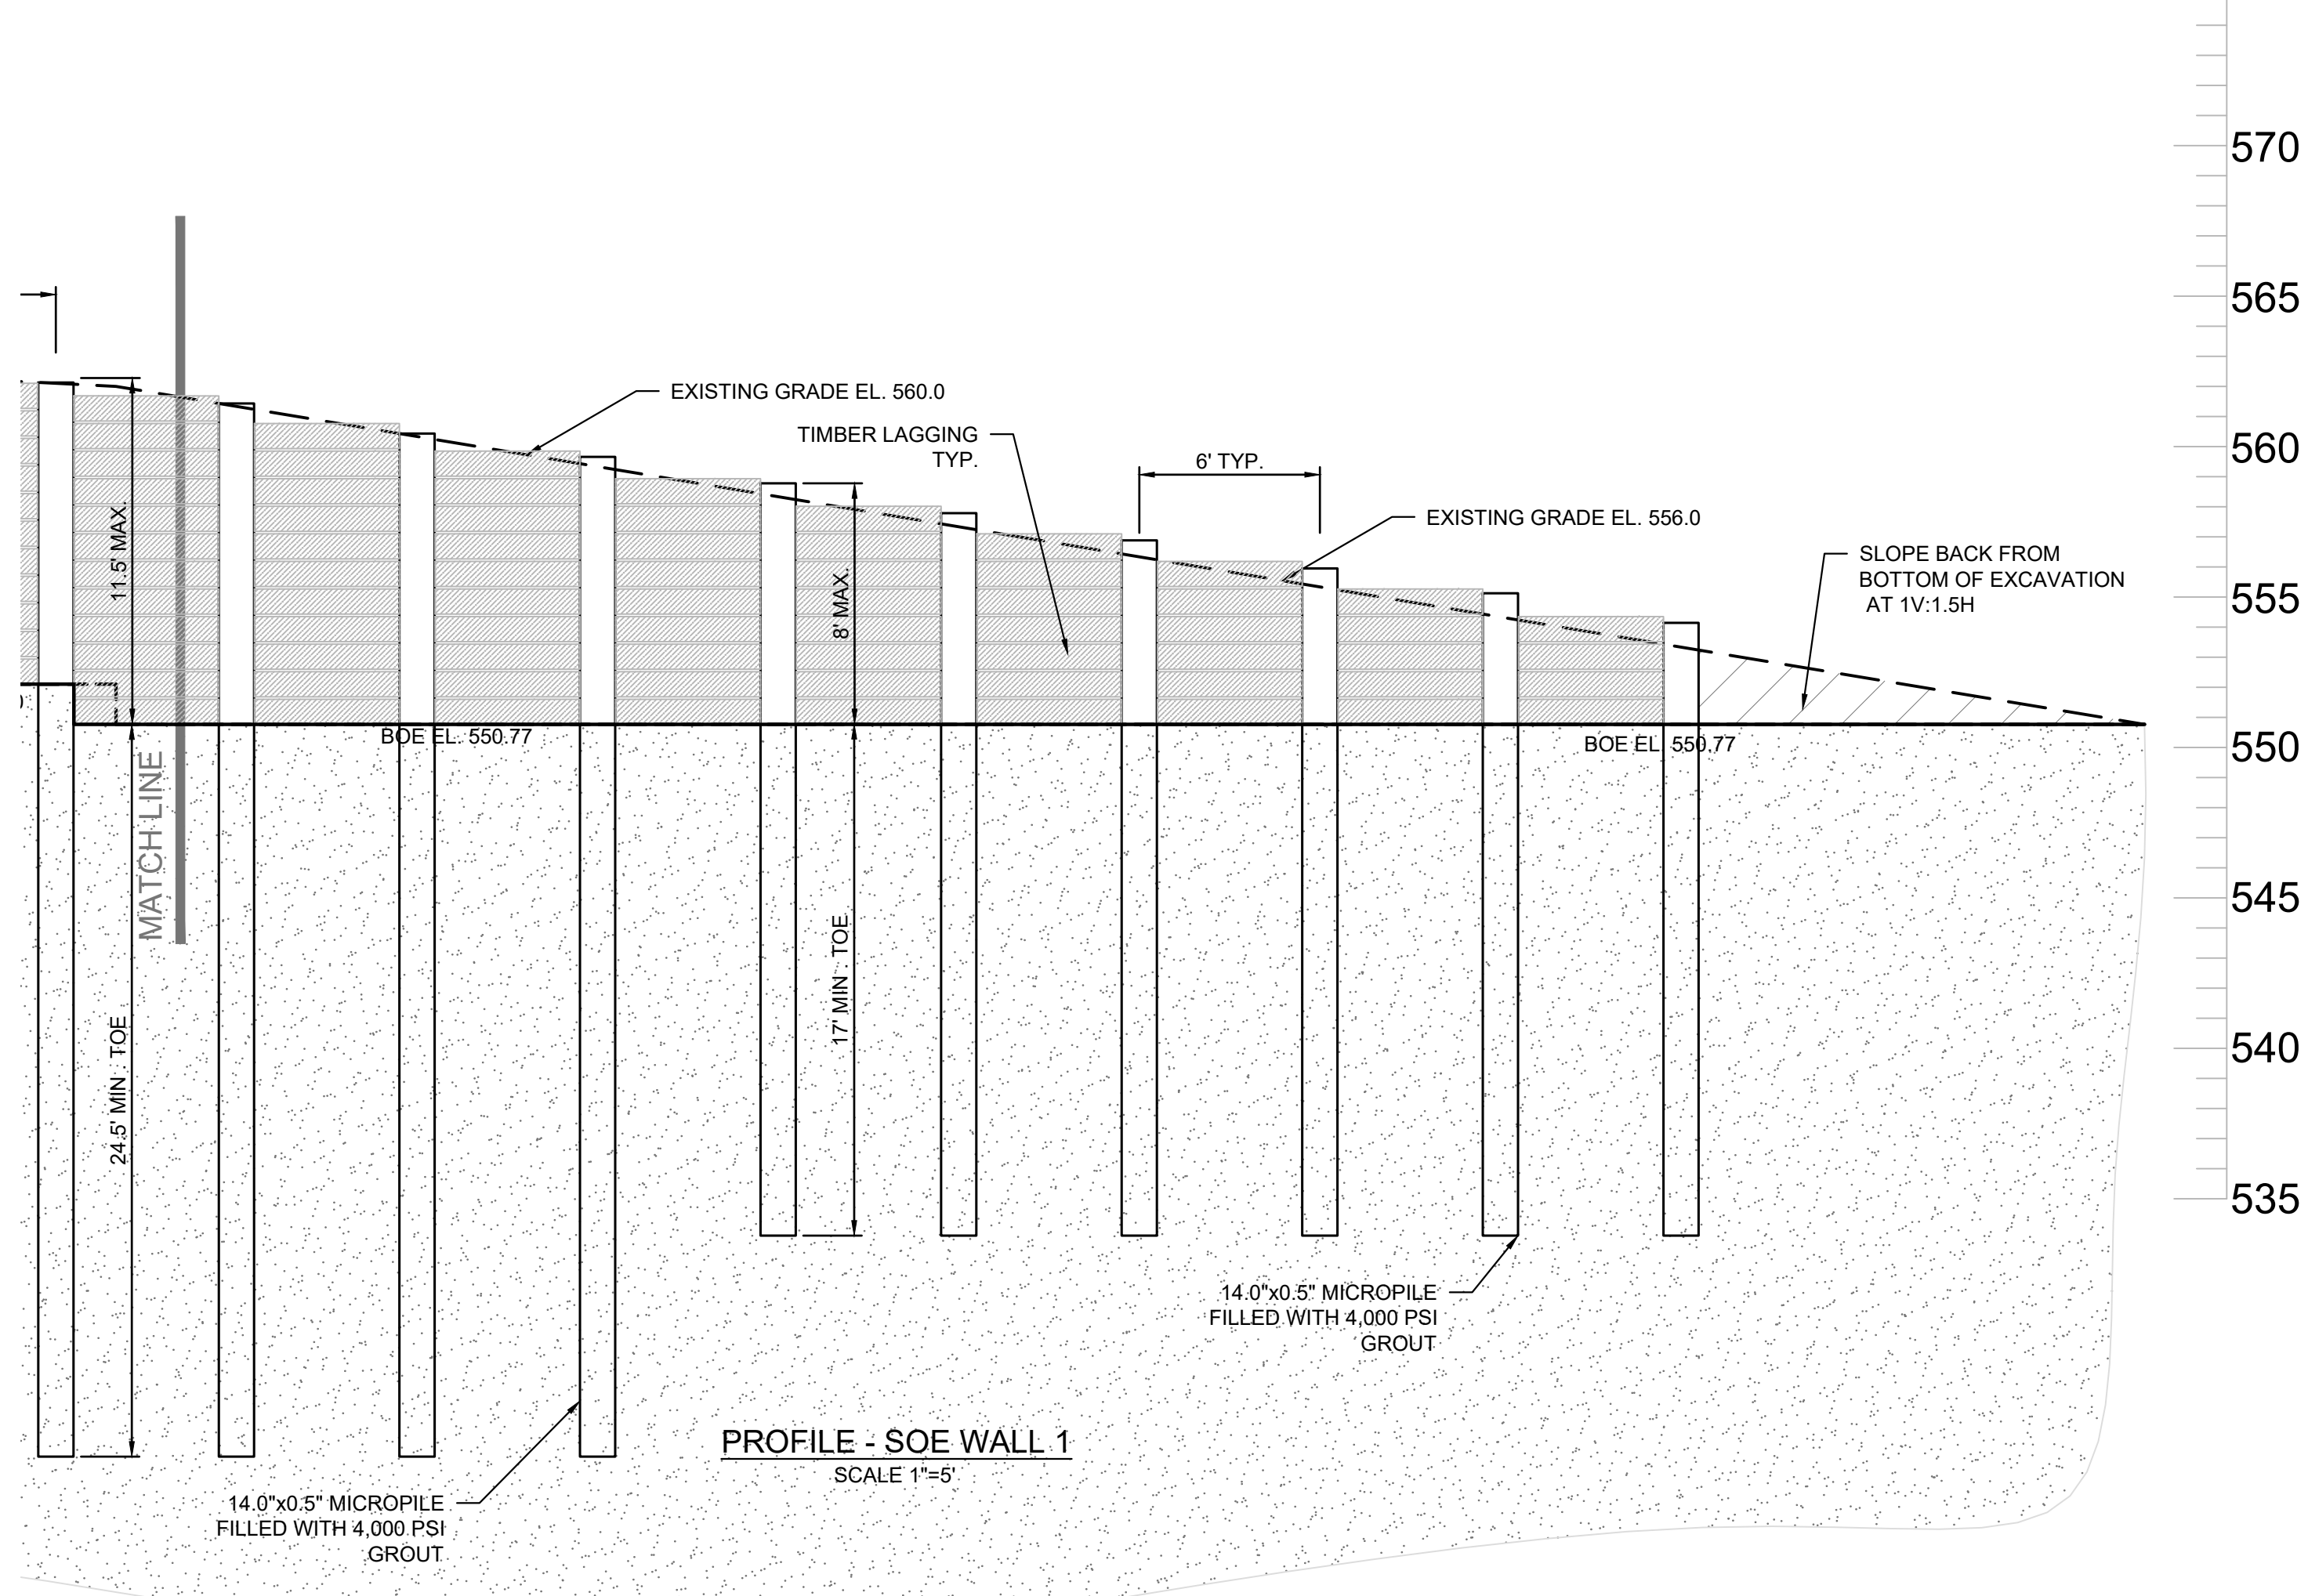 570
565
560
555
550
545
540
535
EXISTING GRADE EL. 560.0
TIMBER LAGGING
TYP.
6' TYP.
EXISTING GRADE EL. 556.0
SLOPE BACK FROM
BOTTOM OF EXCAVATION
AT 1V:1.5H
11.5' MAX.
8' MAX.
BOE EL. 550.77
BOE EL. 550.77
MATCH LINE
24.5' MIN. TOE
17' MIN. TOE
14.0"x0.5" MICROPILE
FILLED WITH 4,000 PSI
GROUT
PROFILE - SOE WALL 1
SCALE 1"=5'
14.0"x0.5" MICROPILE
FILLED WITH 4,000 PSI
GROUT